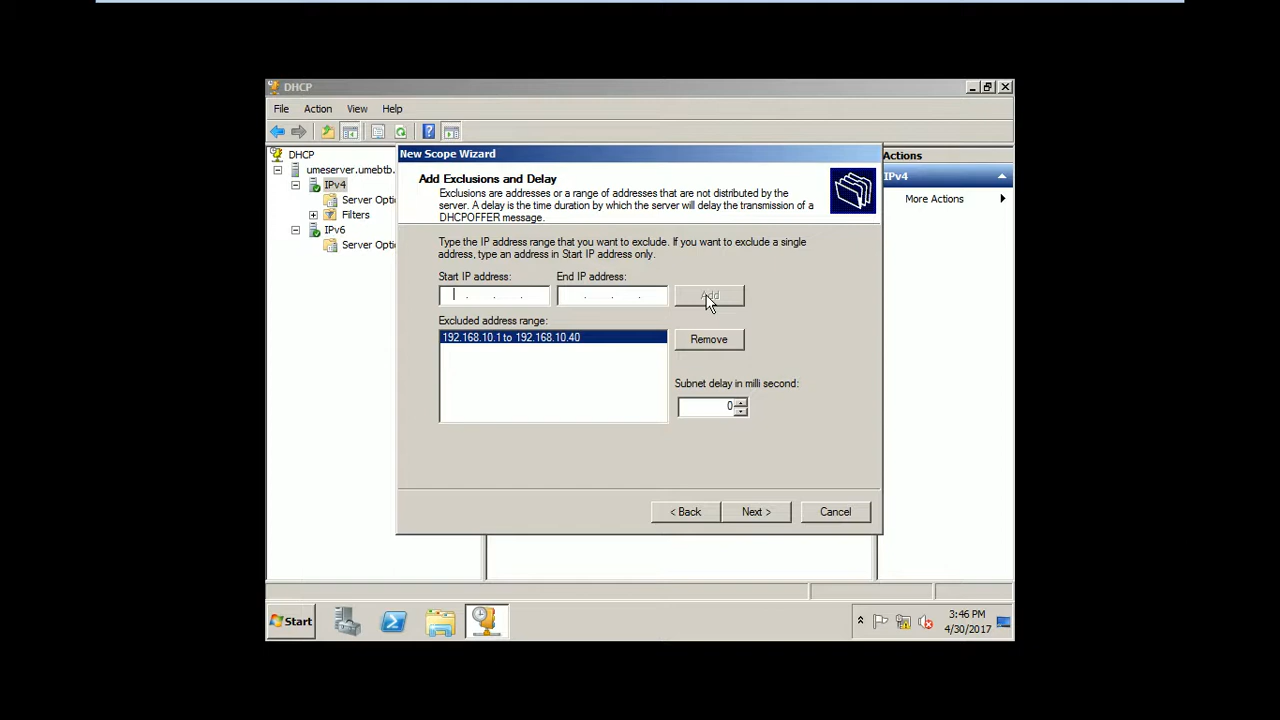 DHCP
File Action View Help
DHCP
umeserver.umebtb.
IPv4
Server Opti
Filters
IPv6
Server Opti
New Scope Wizard
Add Exclusions and Delay
Exclusions are addresses or a range of addresses that are not distributed by the
server. A delay is the time duration by which the server will delay the transmission of a
DHCPOFFER message.
Type the IP address range that you want to exclude. If you want to exclude a single
address, type an address in Start IP address only.
Start IP address: End IP address:
Add
Excluded address range:
192.168.10.1 to 192.168.10.40
Remove
Subnet delay in milli second:
0
< Back Next > Cancel
Actions
IPv4
More Actions
Start
3:46 PM
4/30/2017